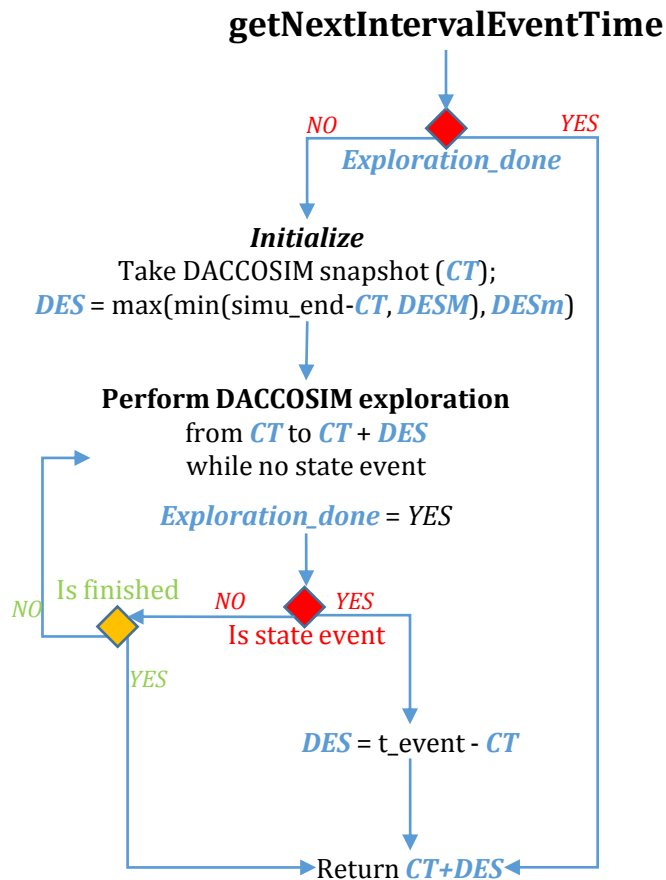 getNextIntervalEventTime
NO
YES
Exploration_done
Initialize
Take DACCOSIM snapshot (CT);
DES = max(min(simu_end-CT, DESM), DESm)
Perform DACCOSIM exploration
from CT to CT + DES
while no state event
Exploration_done = YES
Is finished
NO
NO
YES
Is state event
YES
DES = t_event - CT
Return CT+DES